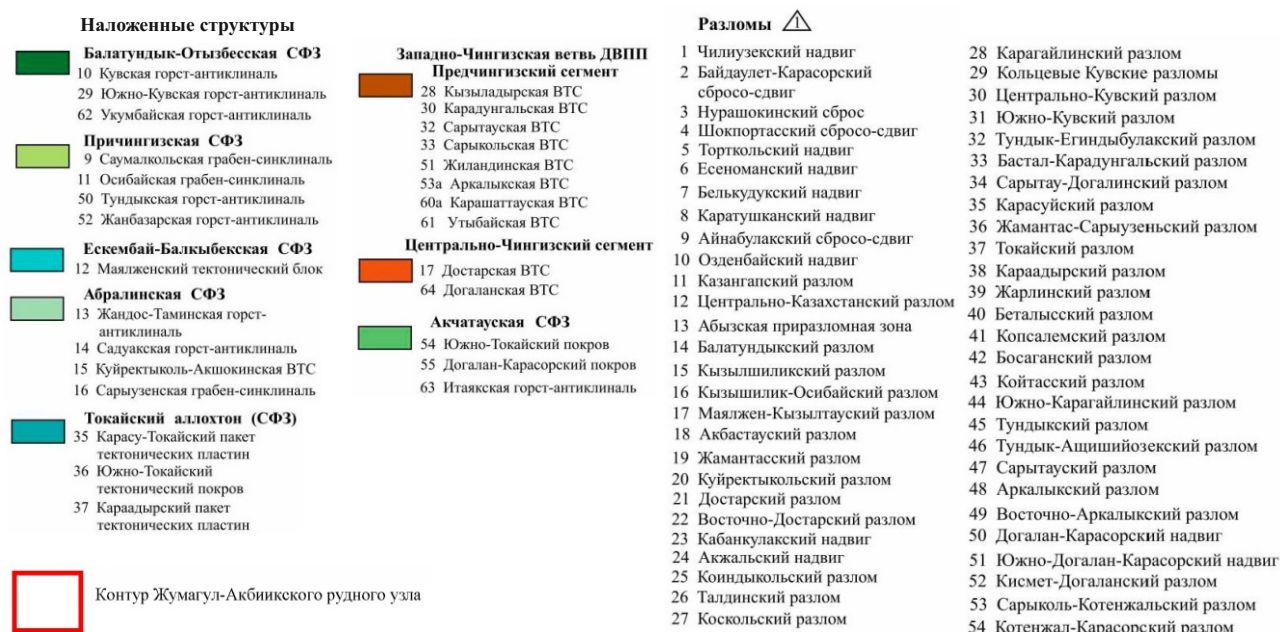 Наложенные структуры
Балатундык-Отызбесская СФЗ
10 Кувская горст-антиклиналь
29 Южно-Кувская горст-антиклиналь
62 Укумбайская горст-антиклиналь
Причингизская СФЗ
9 Саумалкольская грабен-синклиналь
11 Осибайская грабен-синклиналь
50 Тундыкская горст-антиклиналь
52 Жанбазарская горст-антиклиналь
Ескембай-Балкыбекская СФЗ
12 Маялженский тектонический блок
Абралинская СФЗ
13 Жандос-Таминская горст-
антиклиналь
14 Садуакская горст-антиклиналь
15 Куйректыколь-Акшокинская ВТС
16 Сарыузенская грабен-синклиналь
Токайский аллохтон (СФЗ)
35 Карасу-Токайский пакет
тектонических пластин
36 Южно-Токайский
тектонический покров
37 Караадырский пакет
тектонических пластин
Контур Жумагул-Акбиикского рудного узла
Западно-Чингизская ветвь ДВПП
Предчингизский сегмент
28 Кызыладырская ВТС
30 Карадунгальская ВТС
32 Сарытауская ВТС
33 Сарыкольская ВТС
51 Жиландинская ВТС
53а Аркалыкская ВТС
60а Карашаттауская ВТС
61 Утыбайская ВТС
Центрально-Чингизский сегмент
17 Достарская ВТС
64 Догаланская ВТС
Акчатауская СФЗ
54 Южно-Токайский покров
55 Догалан-Карасорский покров
63 Итаякская горст-антиклиналь
Разломы 1
1 Чилиузекский надвиг
2 Байдаулет-Карасорский
сбросо-сдвиг
3 Нурашокинский сброс
4 Шокпортасский сбросо-сдвиг
5 Торткольский надвиг
6 Есеноманский надвиг
7 Белькудукский надвиг
8 Каратушканский надвиг
9 Айнабулакский сбросо-сдвиг
10 Озденбайский надвиг
11 Казангапский разлом
12 Центрально-Казахстанский разлом
13 Абызская приразломная зона
14 Балатундыкский разлом
15 Кызылшиликский разлом
16 Кызышилик-Осибайский разлом
17 Маялжен-Кызылтауский разлом
18 Акбастауский разлом
19 Жамантасский разлом
20 Куйректыкольский разлом
21 Достарский разлом
22 Восточно-Достарский разлом
23 Кабанкулакский надвиг
24 Акжальский надвиг
25 Коиндыкольский разлом
26 Талдинский разлом
27 Коскольский разлом
28 Карагайлинский разлом
29 Кольцевые Кувские разломы
30 Центрально-Кувский разлом
31 Южно-Кувский разлом
32 Тундык-Егиндыбулакский разлом
33 Бастал-Карадунгальский разлом
34 Сарытау-Догалинский разлом
35 Карасуйский разлом
36 Жамантас-Сарыузеньский разлом
37 Токайский разлом
38 Караадырский разлом
39 Жарлинский разлом
40 Беталысский разлом
41 Копсалемский разлом
42 Босаганский разлом
43 Койтасский разлом
44 Южно-Карагайлинский разлом
45 Тундыкский разлом
46 Тундык-Ащишийозекский разлом
47 Сарытауский разлом
48 Аркалыкский разлом
49 Восточно-Аркалыкский разлом
50 Догалан-Карасорский надвиг
51 Южно-Догалан-Карасорский надвиг
52 Кисмет-Догаланский разлом
53 Сарыколь-Котенжальский разлом
54 Котенжал-Карасорский разлом